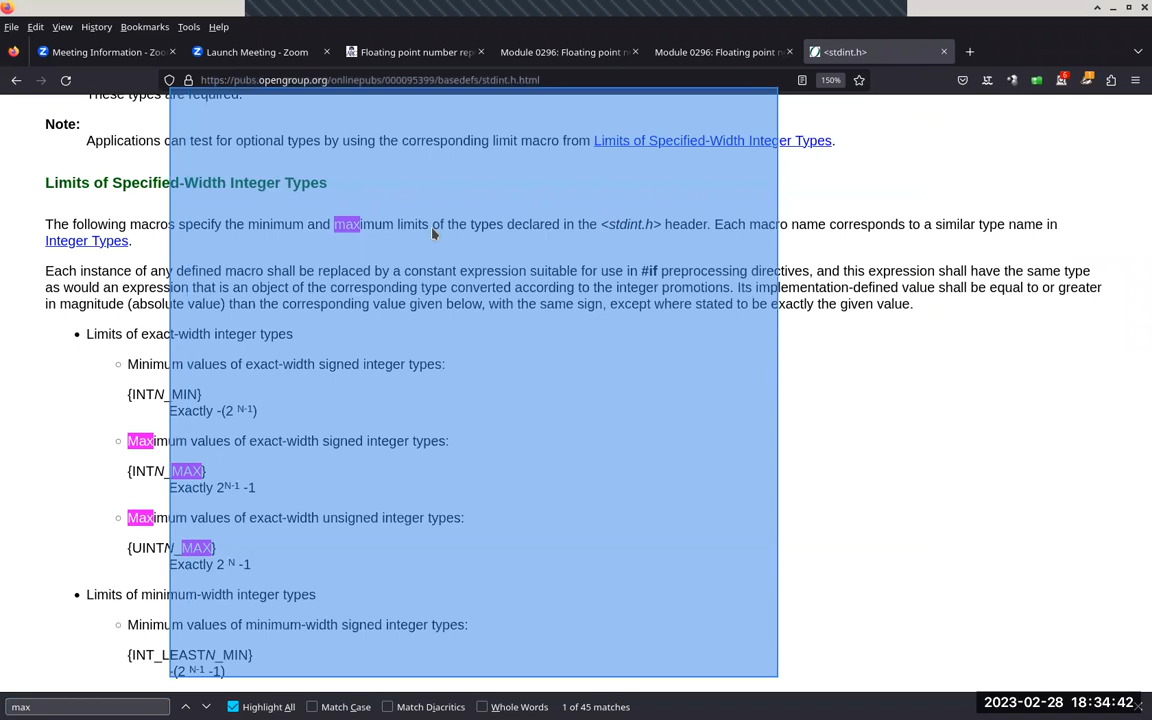 File Edit View History Bookmarks Tools Help
Meeting Information - Zoo Launch Meeting - Zoom Floating point number rep Module 0296: Floating point n Module 0296: Floating point n <stdint.h>
https://pubs.opengroup.org/onlinepubs/000095399/basedefs/stdint.h.html 150% 6
These types are required.
Note:
Applications can test for optional types by using the corresponding limit macro from Limits of Specified-Width Integer Types.
Limits of Specified-Width Integer Types
The following macros specify the minimum and maximum limits of the types declared in the <stdint.h> header. Each macro name corresponds to a similar type name in
Integer Types.
Each instance of any defined macro shall be replaced by a constant expression suitable for use in #if preprocessing directives, and this expression shall have the same type
as would an expression that is an object of the corresponding type converted according to the integer promotions. Its implementation-defined value shall be equal to or greater
in magnitude (absolute value) than the corresponding value given below, with the same sign, except where stated to be exactly the given value.
• Limits of exact-width integer types
○ Minimum values of exact-width signed integer types:
{INTN_MIN}
Exactly -(2 N-1)
○ Maximum values of exact-width signed integer types:
{INTN_MAX}
Exactly 2N-1 -1
○ Maximum values of exact-width unsigned integer types:
{UINTN_MAX}
Exactly 2 N -1
• Limits of minimum-width integer types
○ Minimum values of minimum-width signed integer types:
{INT_LEASTN_MIN}
-(2 N-1 -1)
max Highlight All Match Case Match Diacritics Whole Words 1 of 45 matches
2023-02-28 18:34:42